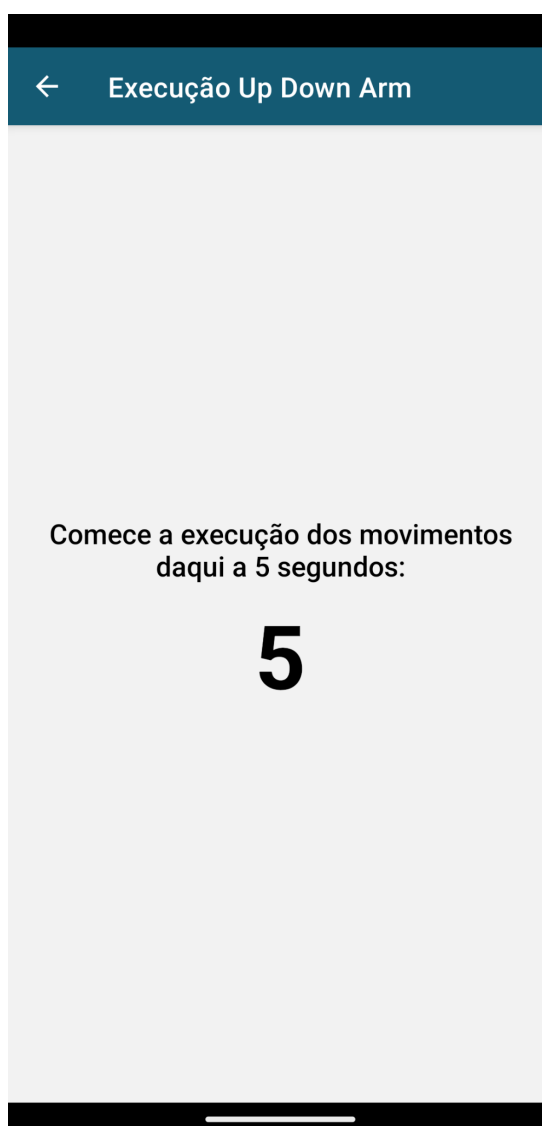 Execução Up Down Arm
Comece a execução dos movimentos
daqui a 5 segundos:
5